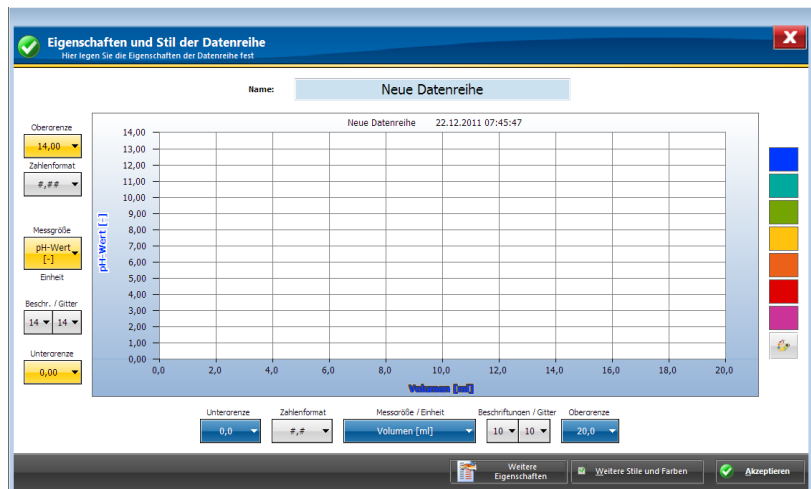 Eigenschaften und Stil der Datenreihe
Hier legen Sie die Eigenschaften der Datenreihe fest
X
Name:
Neue Datenreihe
Neue Datenreihe 22.12.2011 07:45:47
Obergrenze
14,00
Zahlenformat
#,##
Messgröße
pH-Wert
[-]
Einheit
Beschr. / Gitter
14 14
Untergrenze
0,00
pH-Wert [-]
14,00
13,00
12,00
11,00
10,00
9,00
8,00
7,00
6,00
5,00
4,00
3,00
2,00
1,00
0,00
0,0 2,0 4,0 6,0 8,0 10,0 12,0 14,0 16,0 18,0 20,0
Volumen [ml]
Untergrenze Zahlenformat Messgröße / Einheit Beschriftungen / Gitter Obergrenze
0,0 #,# Volumen [ml] 10 10 20,0
Weitere
Eigenschaften
Weitere Stile und Farben
Akzeptieren